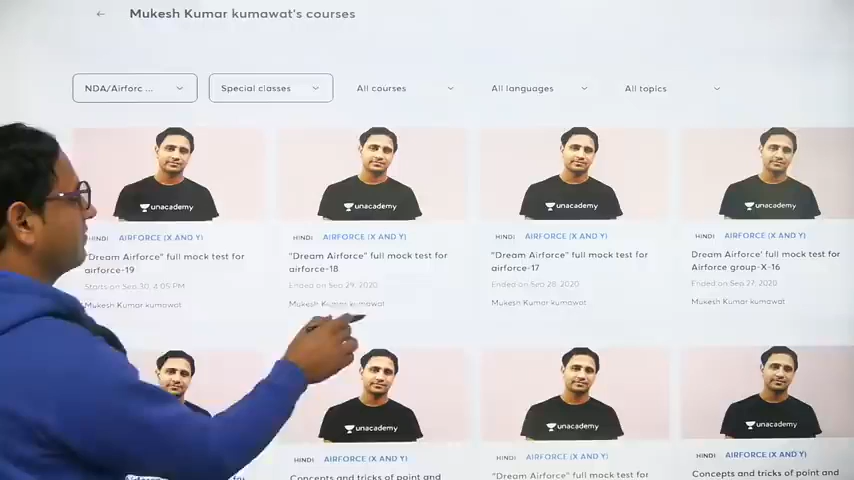 ← Mukesh Kumar kumawat's courses
NDA/Airforc ...
Special classes
All courses
All languages
All topics
unacademy
unacademy
unacademy
unacademy
HINDI AIRFORCE (X AND Y)
"Dream Airforce" full mock test for
airforce-19
Starts on Sep 30, 4:05 PM
Mukesh Kumar kumawat
HINDI AIRFORCE (X AND Y)
"Dream Airforce" full mock test for
airforce-18
Ended on Sep 29, 2020
Mukesh Kumar kumawat
HINDI AIRFORCE (X AND Y)
"Dream Airforce" full mock test for
airforce-17
Ended on Sep 28, 2020
Mukesh Kumar kumawat
HINDI AIRFORCE (X AND Y)
Dream Airforce' full mock test for
Airforce group-X-16
Ended on Sep 27, 2020
Mukesh Kumar kumawat
unacademy
unacademy
unacademy
HINDI AIRFORCE (X AND Y)
Concepts and tricks of point and
HINDI AIRFORCE (X AND Y)
"Dream Airforce" full mock test for
HINDI AIRFORCE (X AND Y)
Concepts and tricks of point and